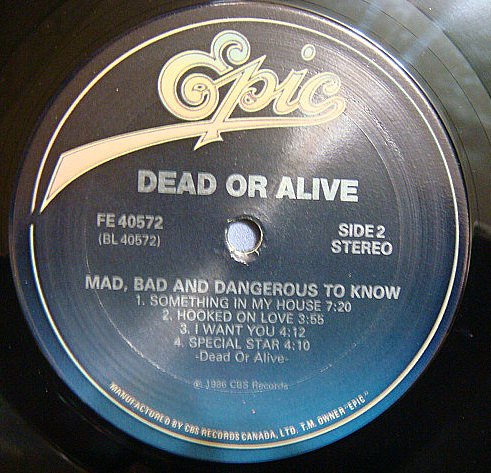 Epic
DEAD OR ALIVE
FE 40572
(BL 40572)
SIDE 2
STEREO
MAD, BAD AND DANGEROUS TO KNOW
1. SOMETHING IN MY HOUSE 7:20
2. HOOKED ON LOVE 3:55
3. I WANT YOU 4:12
4. SPECIAL STAR 4:10
-Dead Or Alive-
℗ 1986 CBS Records
MANUFACTURED BY CBS RECORDS CANADA, LTD. T.M. OWNER "EPIC"